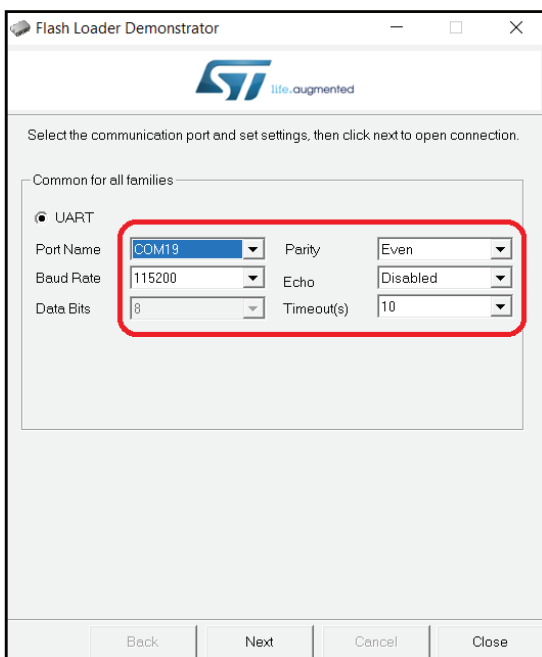 Flash Loader Demonstrator
life.augmented
Select the communication port and set settings, then click next to open connection.
Common for all families
UART
Port Name COM19 Parity Even
Baud Rate 115200 Echo Disabled
Data Bits 8 Timeout(s) 10
Back Next Cancel Close